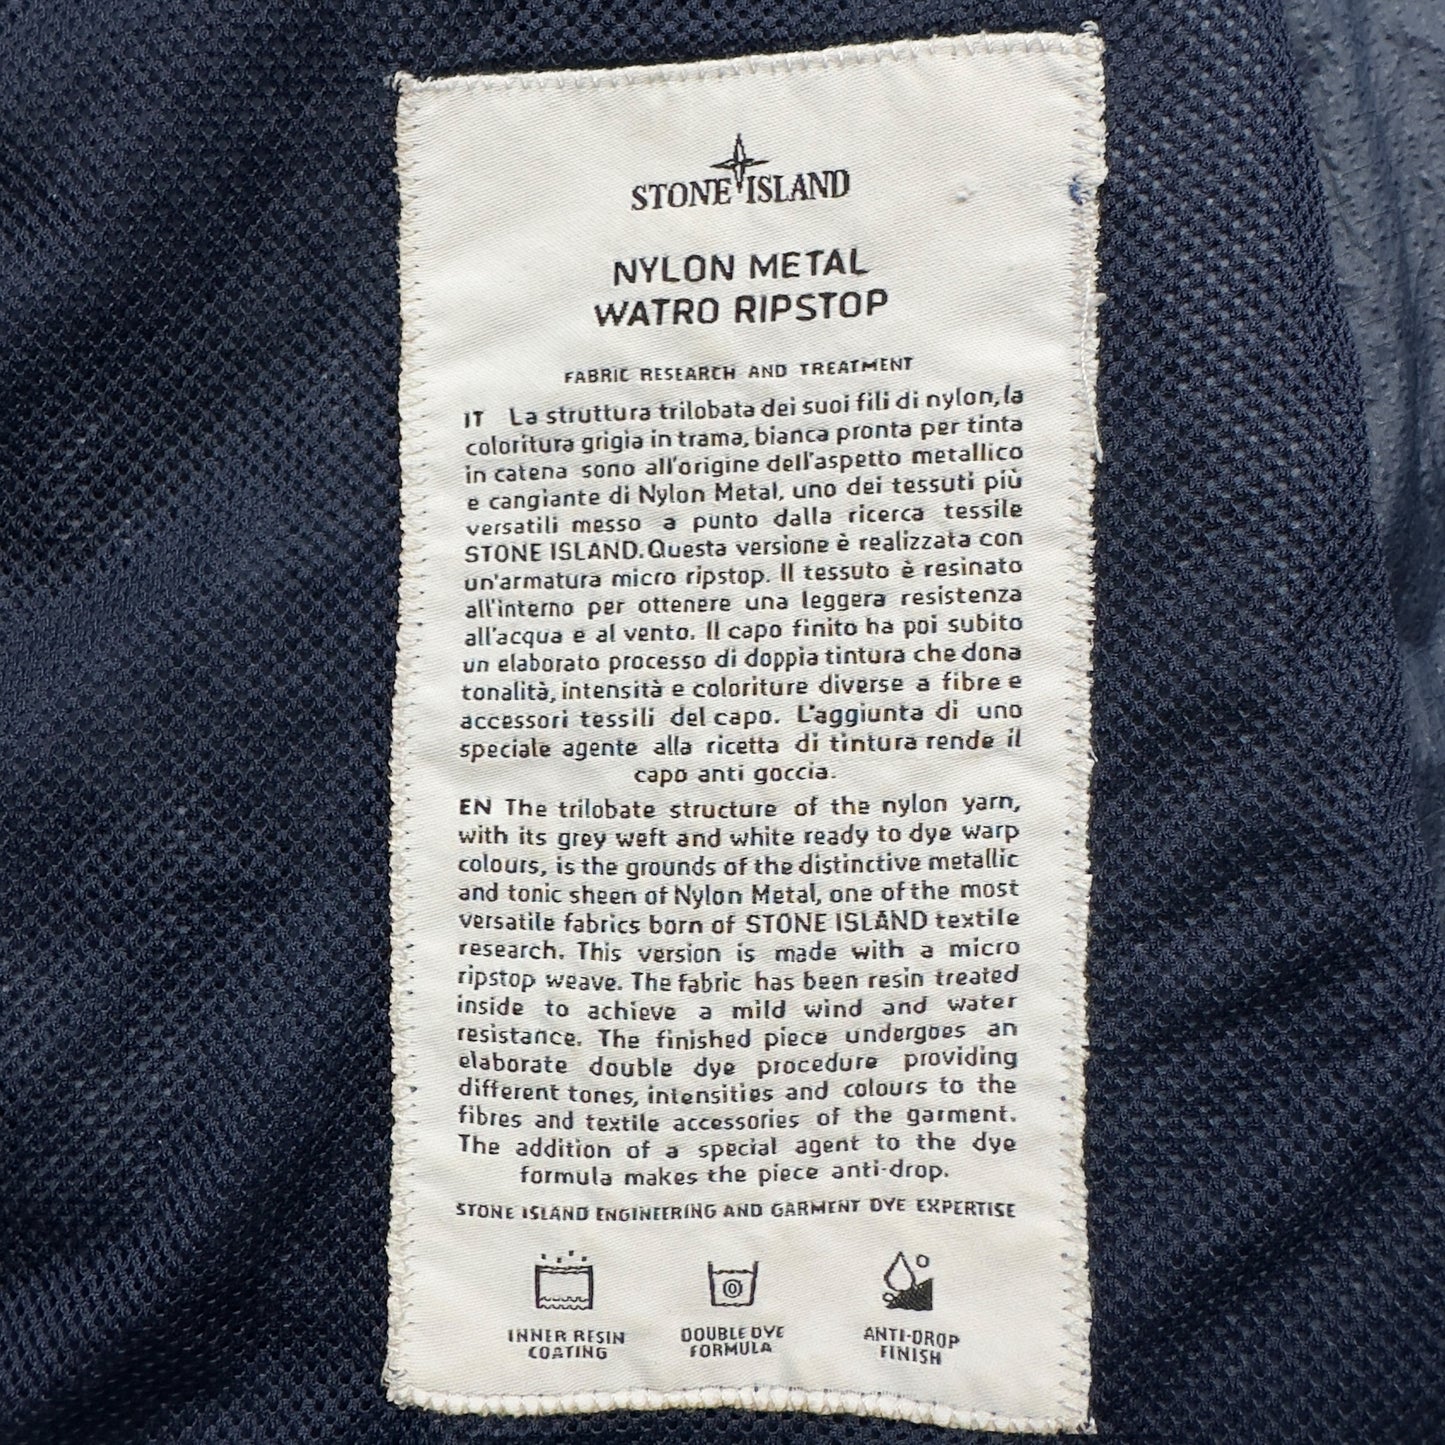 STONE ISLAND
NYLON METAL
WATRO RIPSTOP
FABRIC RESEARCH AND TREATMENT
IT La struttura trilobata dei suoi fili di nylon, la
coloritura grigia in trama, bianca pronta per tinta
in catena sono all'origine dell'aspetto metallico
e cangiante di Nylon Metal, uno dei tessuti più
versatili messo a punto dalla ricerca tessile
STONE ISLAND. Questa versione è realizzata con
un'armatura micro ripstop. Il tessuto è resinato
all'interno per ottenere una leggera resistenza
all'acqua e al vento. Il capo finito ha poi subito
un elaborato processo di doppia tintura che dona
tonalità, intensità e coloriture diverse a fibre e
accessori tessili del capo. L'aggiunta di uno
speciale agente alla ricetta di tintura rende il
capo anti goccia.
EN The trilobate structure of the nylon yarn,
with its grey weft and white ready to dye warp
colours, is the grounds of the distinctive metallic
and tonic sheen of Nylon Metal, one of the most
versatile fabrics born of STONE ISLAND textile
research. This version is made with a micro
ripstop weave. The fabric has been resin treated
inside to achieve a mild wind and water
resistance. The finished piece undergoes an
elaborate double dye procedure providing
different tones, intensities and colours to the
fibres and textile accessories of the garment.
The addition of a special agent to the dye
formula makes the piece anti-drop.
STONE ISLAND ENGINEERING AND GARMENT DYE EXPERTISE
INNER RESIN
COATING
DOUBLE DYE
FORMULA
ANTI-DROP
FINISH